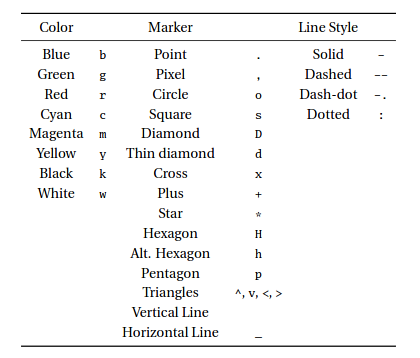 Color Marker Line Style
Blue b Point . Solid -
Green g Pixel , Dashed --
Red r Circle o Dash-dot -.
Cyan c Square s Dotted :
Magenta m Diamond D
Yellow y Thin diamond d
Black k Cross x
White w Plus +
Star *
Hexagon H
Alt. Hexagon h
Pentagon p
Triangles ^, v, <, >
Vertical Line
Horizontal Line _